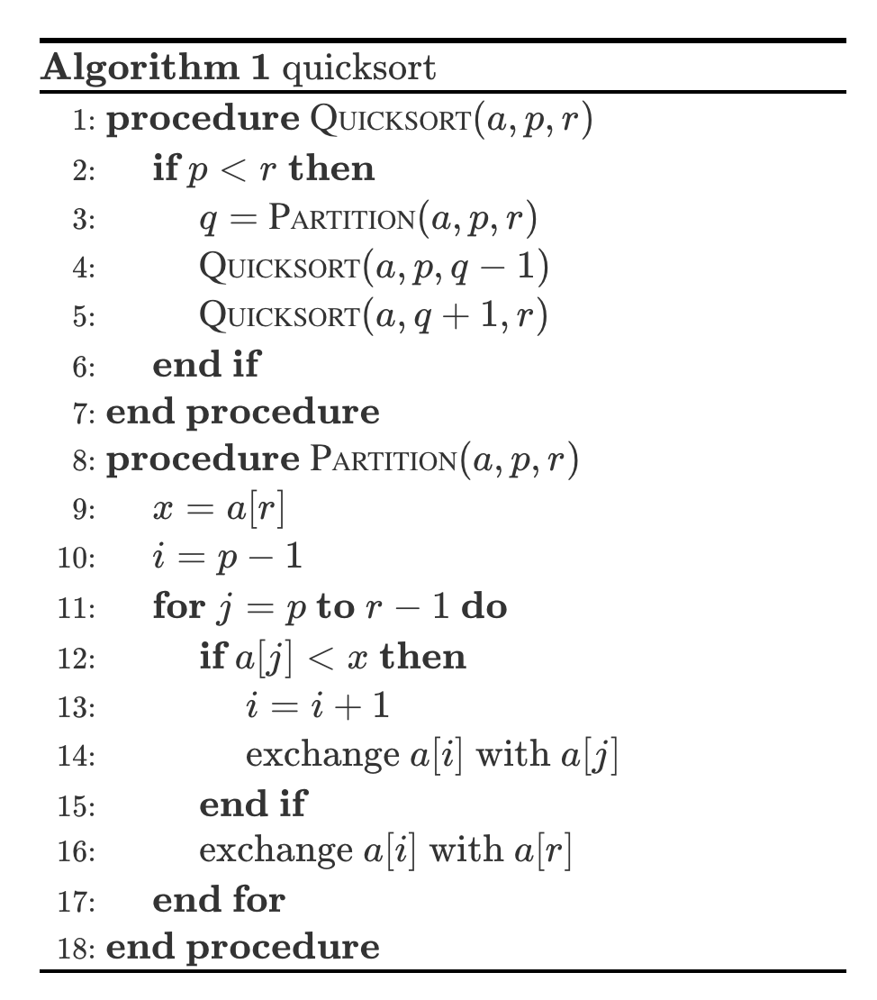 Algorithm 1 quicksort
1: procedure QUICKSORT(a, p, r)
2: if p < r then
3: q = PARTITION(a, p, r)
4: QUICKSORT(a, p, q − 1)
5: QUICKSORT(a, q + 1, r)
6: end if
7: end procedure
8: procedure PARTITION(a, p, r)
9: x = a[r]
10: i = p − 1
11: for j = p to r − 1 do
12: if a[j] < x then
13: i = i + 1
14: exchange a[i] with a[j]
15: end if
16: exchange a[i] with a[r]
17: end for
18: end procedure